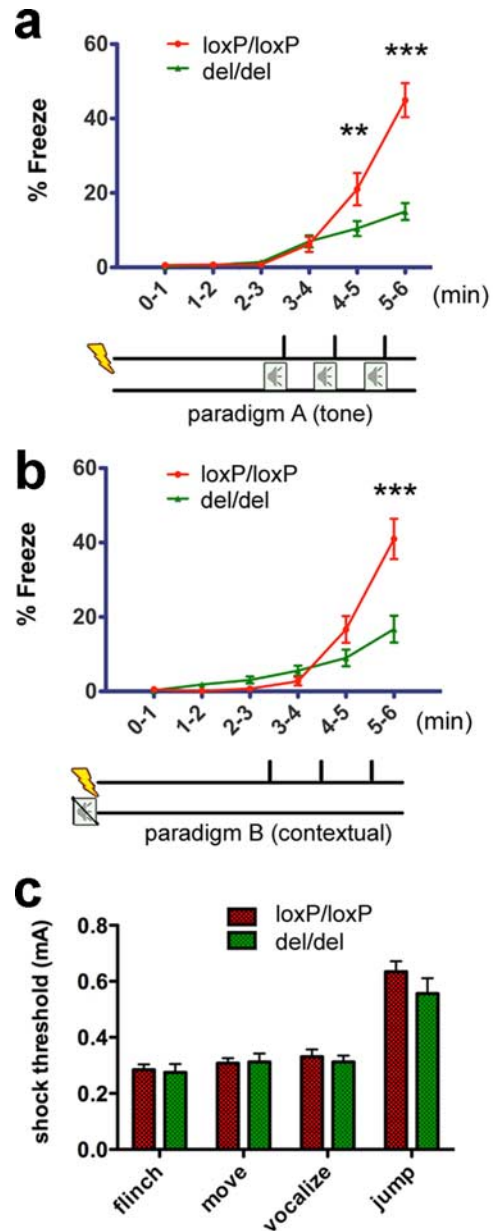 a
loxP/loxP
del/del
***
**
% Freeze
60
40
20
0
0-1 1-2 2-3 3-4 4-5 5-6 (min)
paradigm A (tone)
b
loxP/loxP
del/del
***
% Freeze
60
40
20
0
0-1 1-2 2-3 3-4 4-5 5-6 (min)
paradigm B (contextual)
c
loxP/loxP
del/del
shock threshold (mA)
0.8
0.6
0.4
0.2
0.0
flinch move vocalize jump